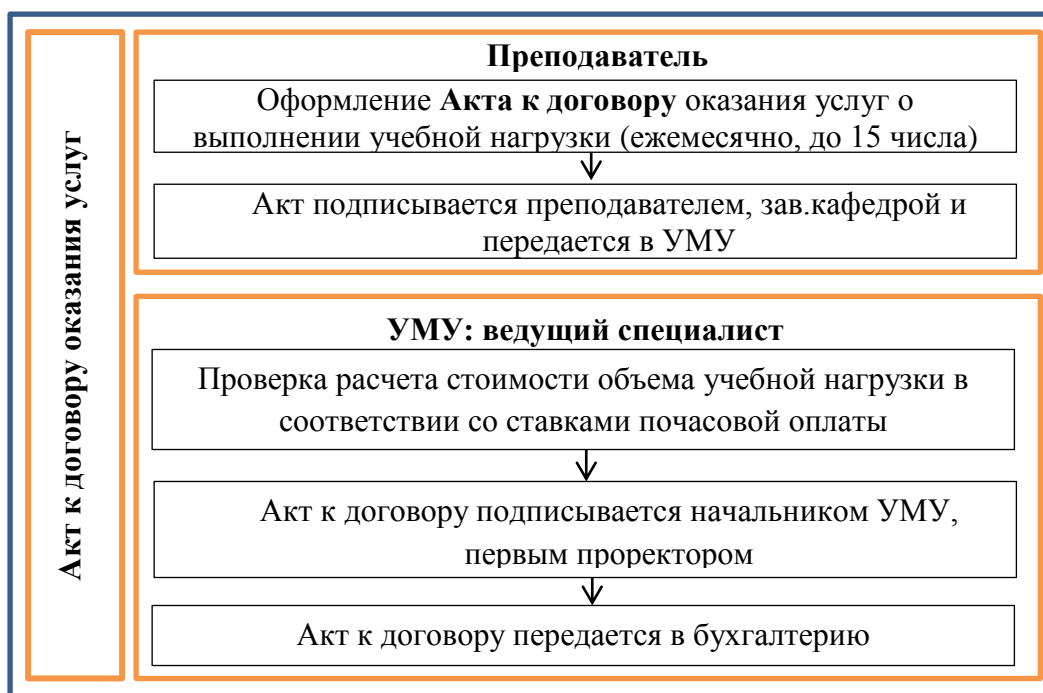 Акт к договору оказания услуг
Преподаватель
Оформление Акта к договору оказания услуг о
выполнении учебной нагрузки (ежемесячно, до 15 числа)
Акт подписывается преподавателем, зав.кафедрой и
передается в УМУ
УМУ: ведущий специалист
Проверка расчета стоимости объема учебной нагрузки в
соответствии со ставками почасовой оплаты
Акт к договору подписывается начальником УМУ,
первым проректором
Акт к договору передается в бухгалтерию